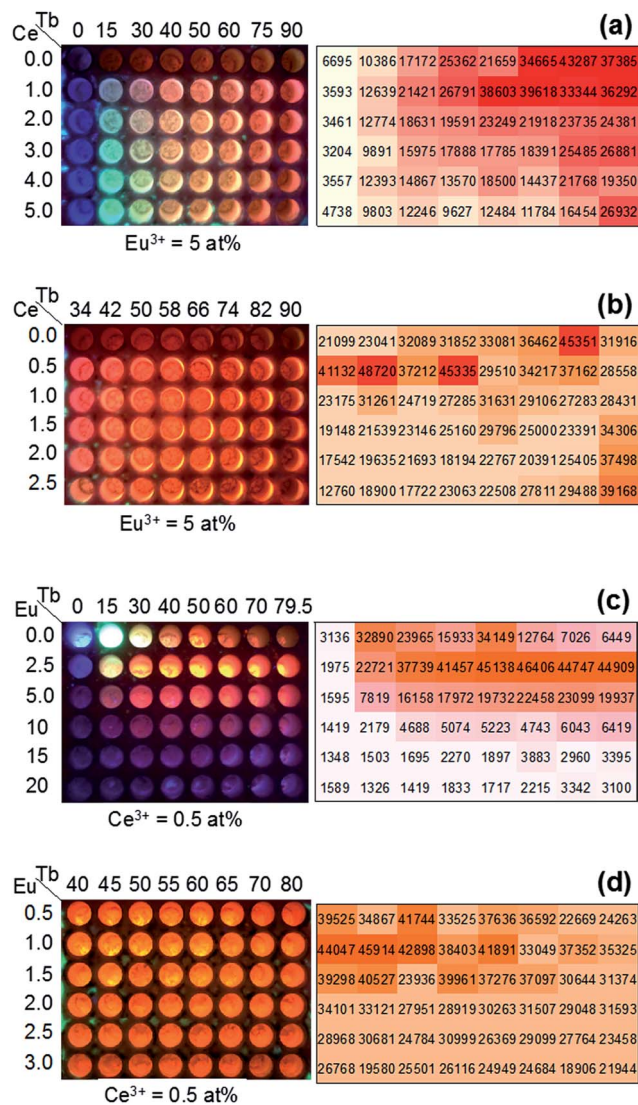 Tb 0 15 30 40 50 60 75 90 (a)
Ce
0.0 6695 10386 17172 25362 21659 34665 43287 37385
1.0 3593 12639 21421 26791 38603 39618 33344 36292
2.0 3461 12774 18631 19591 23249 21918 23735 24381
3.0 3204 9891 15975 17888 17785 18391 25485 26881
4.0 3557 12393 14867 13570 18500 14437 21768 19350
5.0 4738 9803 12246 9627 12484 11784 16454 26932
Eu³⁺ = 5 at%
Tb 34 42 50 58 66 74 82 90 (b)
Ce
0.0 21099 23041 32089 31852 33081 36462 45351 31916
0.5 41132 48720 37212 45335 29510 34217 37162 28558
1.0 23175 31261 24719 27285 31631 29106 27283 28431
1.5 19148 21539 23146 25160 29796 25000 23391 34306
2.0 17542 19635 21693 18194 22767 20391 25405 37498
2.5 12760 18900 17722 23063 22508 27811 29488 39168
Eu³⁺ = 5 at%
Tb 0 15 30 40 50 60 70 79.5 (c)
Eu
0.0 3136 32890 23965 15933 34149 12764 7026 6449
2.5 1975 22721 37739 41457 45138 46406 44747 44909
5.0 1595 7819 16158 17972 19732 22458 23099 19937
10 1419 2179 4688 5074 5223 4743 6043 6419
15 1348 1503 1695 2270 1897 3883 2960 3395
20 1589 1326 1419 1833 1717 2215 3342 3100
Ce³⁺ = 0.5 at%
Tb 40 45 50 55 60 65 70 80 (d)
Eu
0.5 39525 34867 41744 33525 37636 36592 22669 24263
1.0 44047 45914 42898 38403 41891 33049 37352 35325
1.5 39298 40527 23936 39961 37276 37097 30644 31374
2.0 34101 33121 27951 28919 30263 31507 29048 31593
2.5 28968 30681 24784 30999 26369 29099 27764 23458
3.0 26768 19580 25501 26116 24949 24684 18906 21944
Ce³⁺ = 0.5 at%